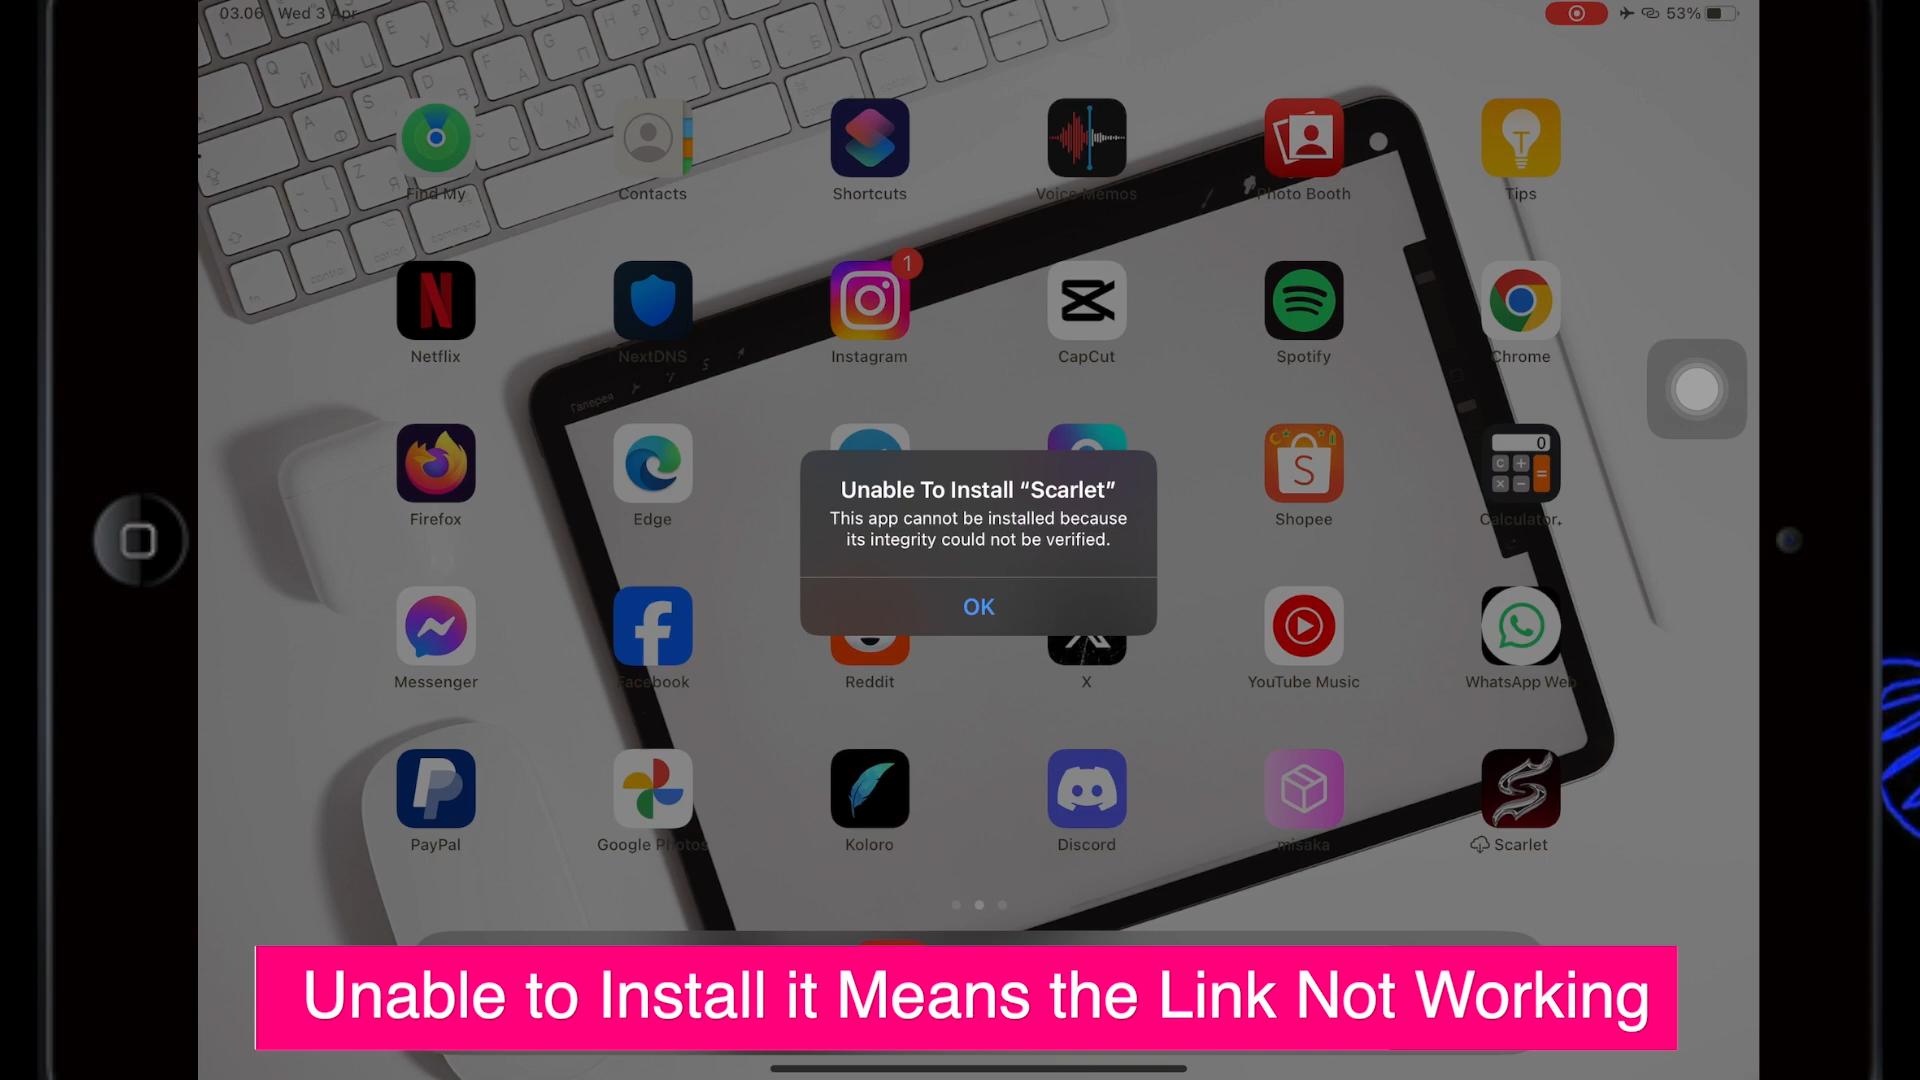 03.06 Wed 3 Apr
53%
Find My
Contacts
Shortcuts
Voice Memos
Photo Booth
Tips
1
Netflix
NextDNS
Instagram
CapCut
Spotify
Chrome
Галерея
Firefox
Edge
Shopee
Calculator
Unable To Install “Scarlet”
This app cannot be installed because
its integrity could not be verified.
OK
Messenger
Facebook
Reddit
X
YouTube Music
WhatsApp Web
PayPal
Google Photos
Koloro
Discord
misaka
Scarlet
Unable to Install it Means the Link Not Working